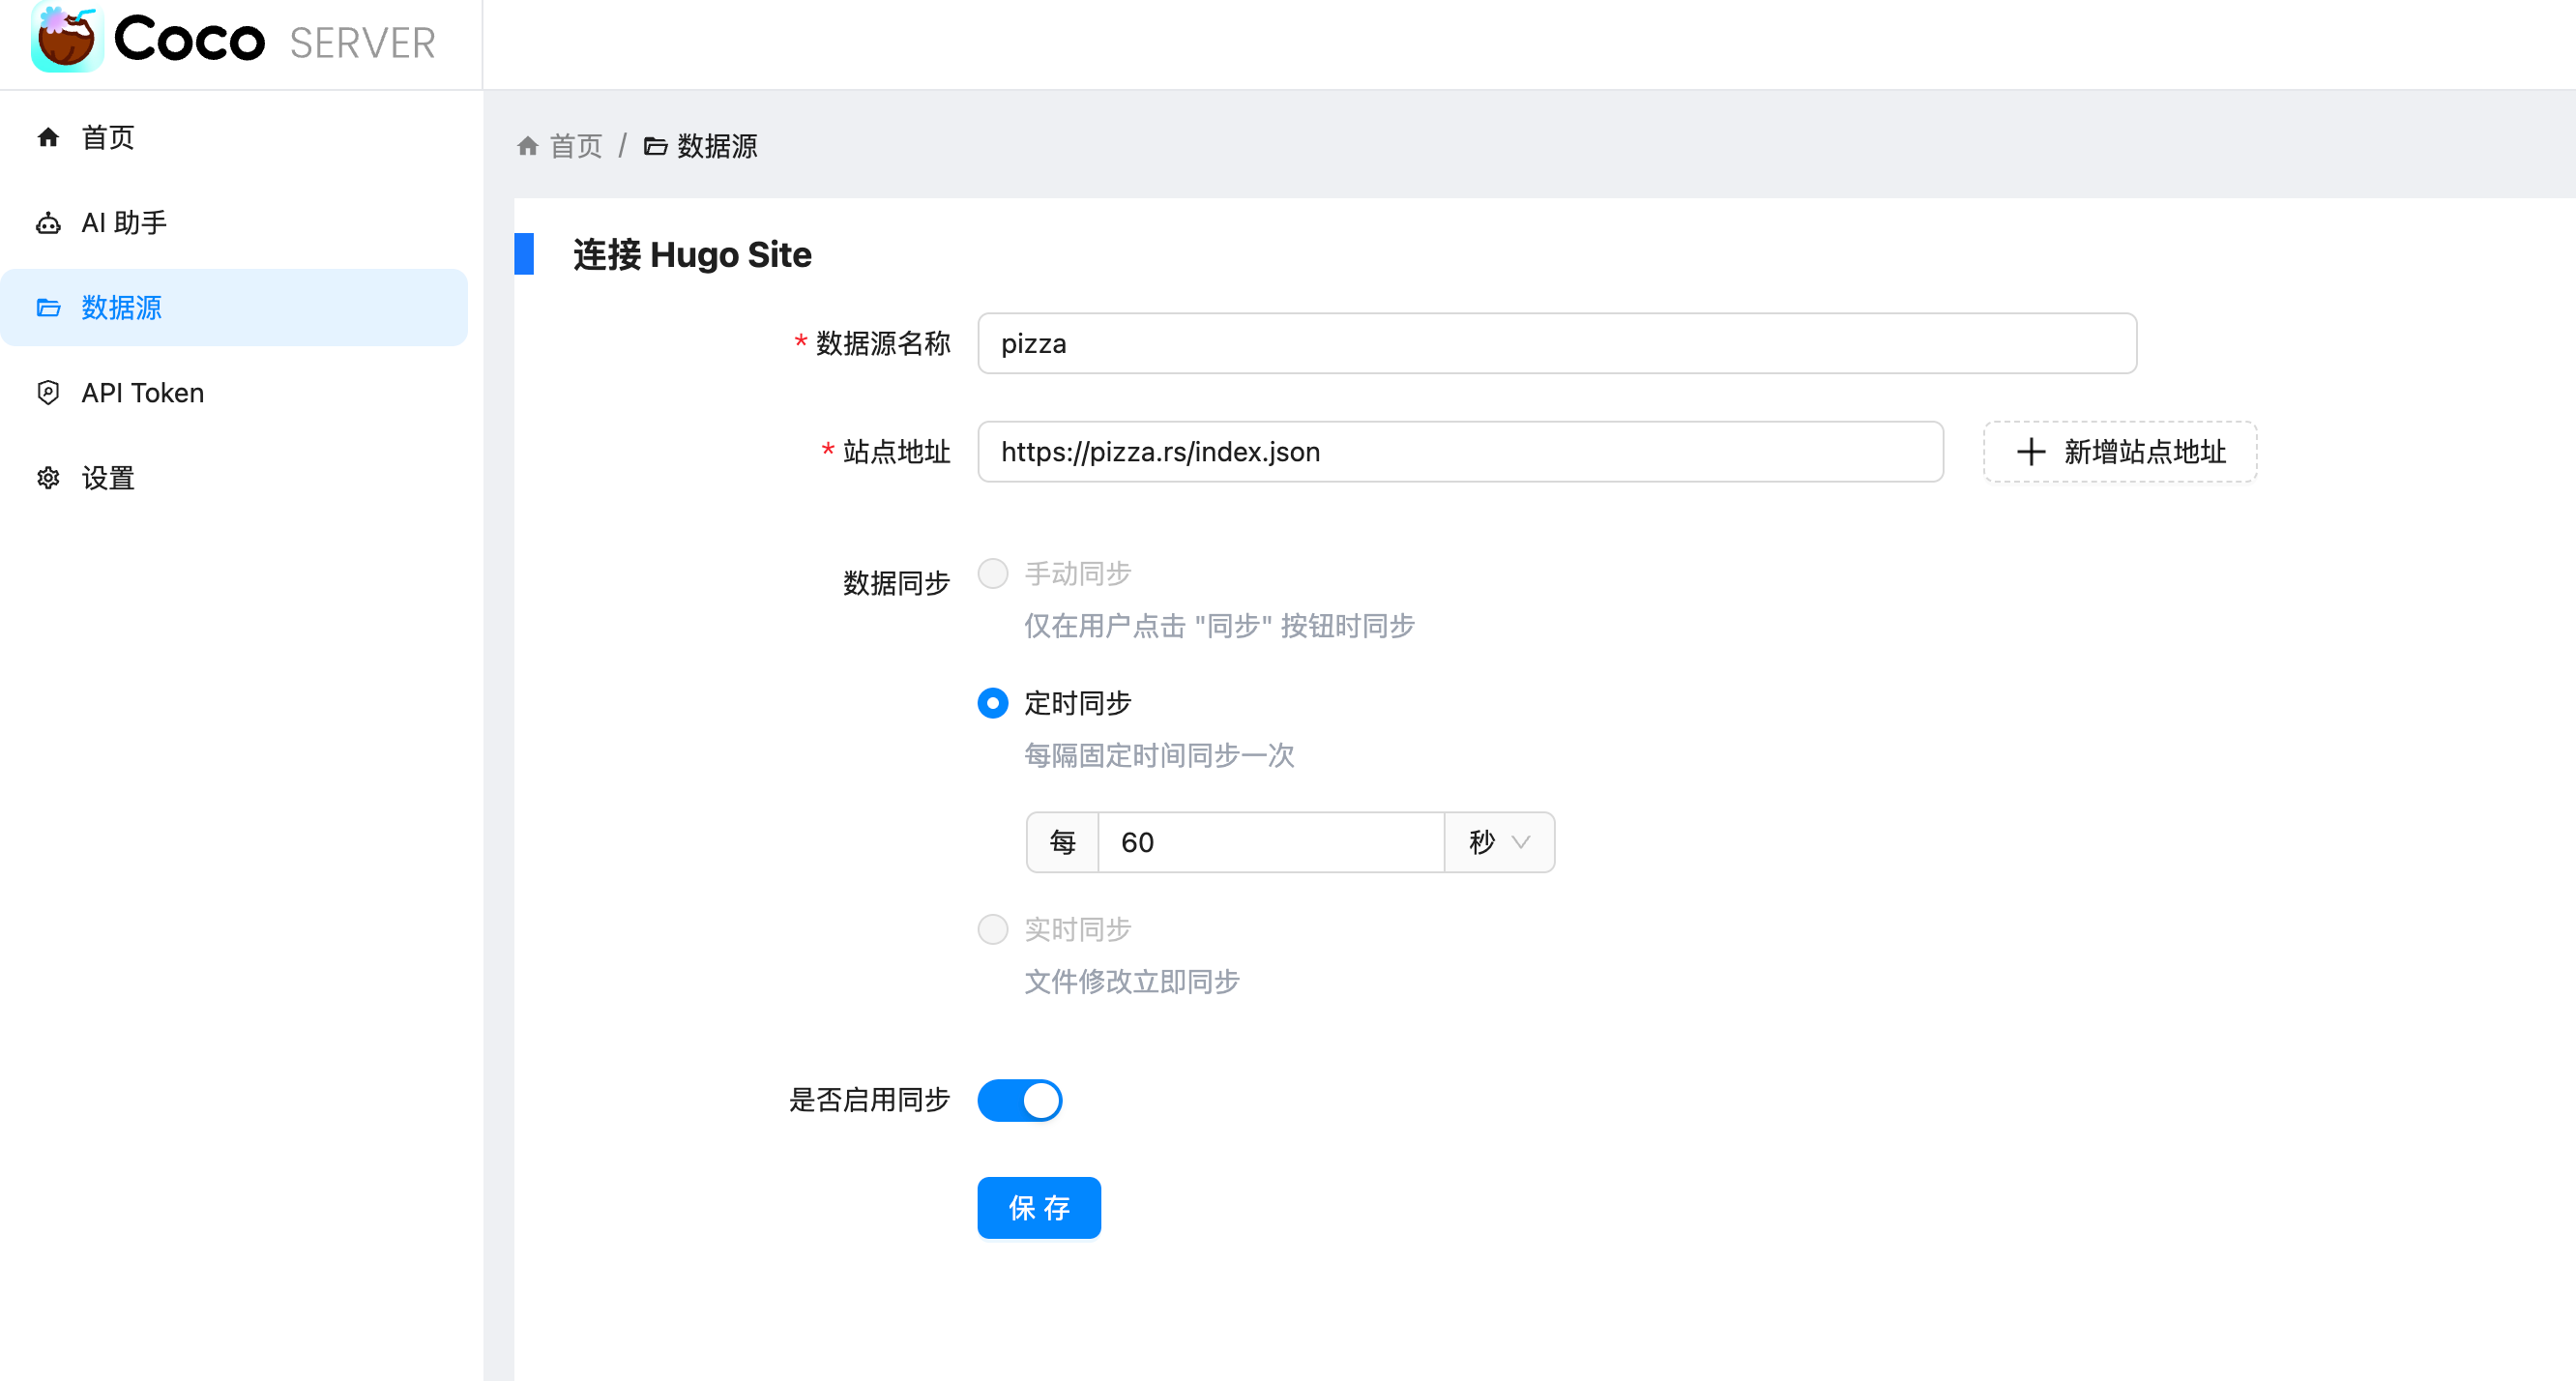 Coco SERVER
首页
AI 助手
数据源
API Token
设置
首页 / 数据源
连接 Hugo Site
* 数据源名称 pizza
* 站点地址 https://pizza.rs/index.json 新增站点地址
数据同步 手动同步
仅在用户点击 "同步" 按钮时同步
定时同步
每隔固定时间同步一次
每 60 秒
实时同步
文件修改立即同步
是否启用同步
保 存